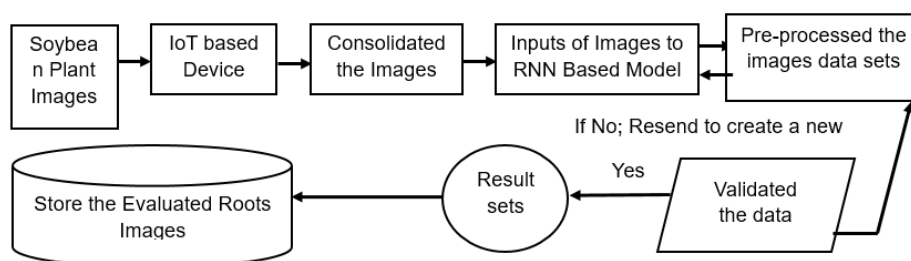 Soybea
n Plant
Images
IoT based
Device
Consolidated
the Images
Inputs of Images to
RNN Based Model
Pre-processed the
images data sets
If No; Resend to create a new
Validated
the data
Yes
Result
sets
Store the Evaluated Roots
Images